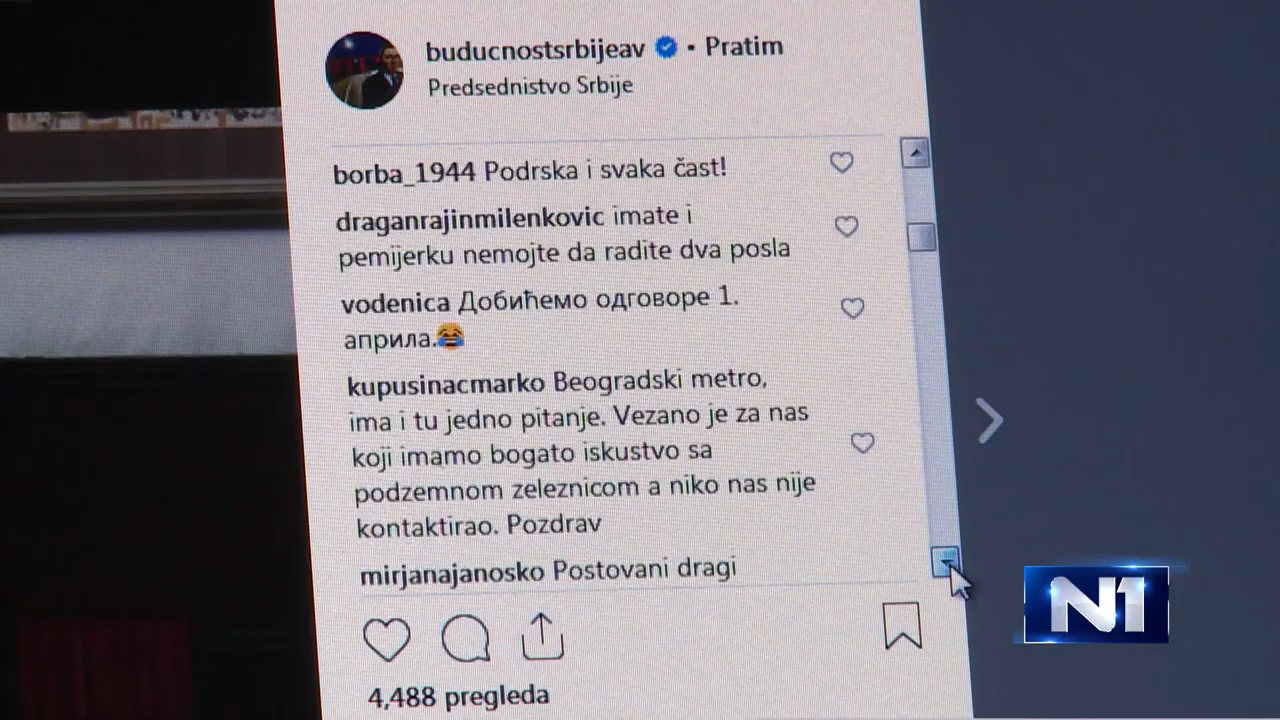 buducnostsrbijeav • Pratim
Predsednistvo Srbije
borba_1944 Podrska i svaka čast!
draganrajinmilenkovic imate i
pemijerku nemojte da radite dva posla
vodenica Добићемо одговоре 1.
априла.😂
kupusinacmarko Beogradski metro,
ima i tu jedno pitanje. Vezano je za nas
koji imamo bogato iskustvo sa
podzemnom zeleznicom a niko nas nije
kontaktirao. Pozdrav
mirjanajanosko Postovani dragi
4,488 pregleda
N1